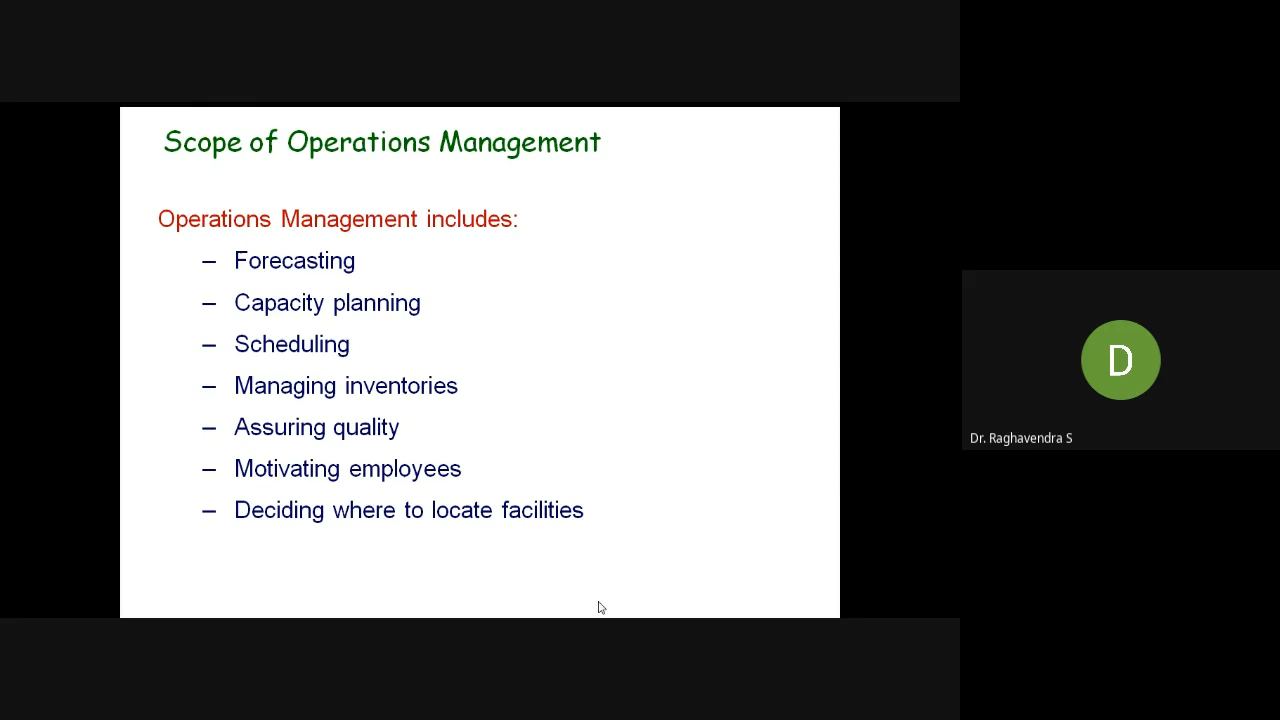 Scope of Operations Management
Operations Management includes:
– Forecasting
– Capacity planning
– Scheduling
– Managing inventories
– Assuring quality
– Motivating employees
– Deciding where to locate facilities
D
Dr. Raghavendra S